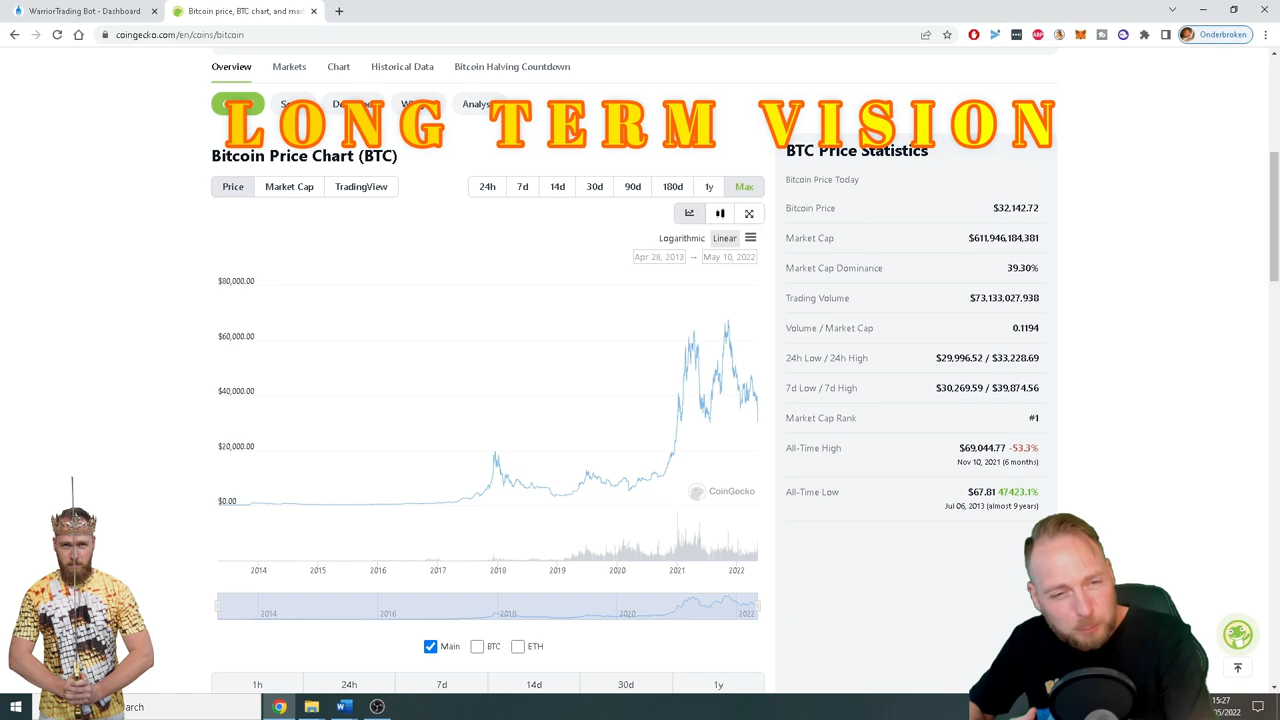 WarriorTrading Bot - Dashboard
Bitcoin price, BTC chart, and mar
coingecko.com/en/coins/bitcoin
ABP
Onderbroken
Overview
Markets
Chart
Historical Data
Bitcoin Halving Countdown
LONG TERM VISION
Bitcoin Price Chart (BTC)
Price
Market Cap
TradingView
24h
7d
14d
30d
90d
180d
1y
Max
Logarithmic
Linear
Apr 28, 2013 → May 10, 2022
$80,000.00
$60,000.00
$40,000.00
$20,000.00
$0.00
CoinGecko
2014 2015 2016 2017 2018 2019 2020 2021 2022
2014 2016 2018 2020 2022
Main
BTC
ETH
1h 24h 7d 14d 30d 1y
BTC Price Statistics
Bitcoin Price Today
Bitcoin Price $32,142.72
Market Cap $611,946,184,381
Market Cap Dominance 39.30%
Trading Volume $73,133,027,938
Volume / Market Cap 0.1194
24h Low / 24h High $29,996.52 / $33,228.69
7d Low / 7d High $30,269.59 / $39,874.56
Market Cap Rank #1
All-Time High $69,044.77 -53.3%
Nov 10, 2021 (6 months)
All-Time Low $67.81 47423.1%
Jul 06, 2013 (almost 9 years)
arch
15:27
05/2022